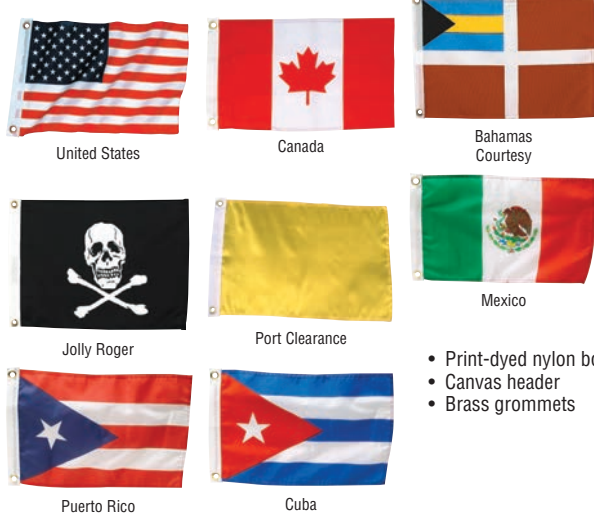 United States
Canada
Bahamas
Courtesy
Jolly Roger
Port Clearance
Mexico
• Print-dyed nylon
• Canvas header
• Brass grommets
Puerto Rico
Cuba